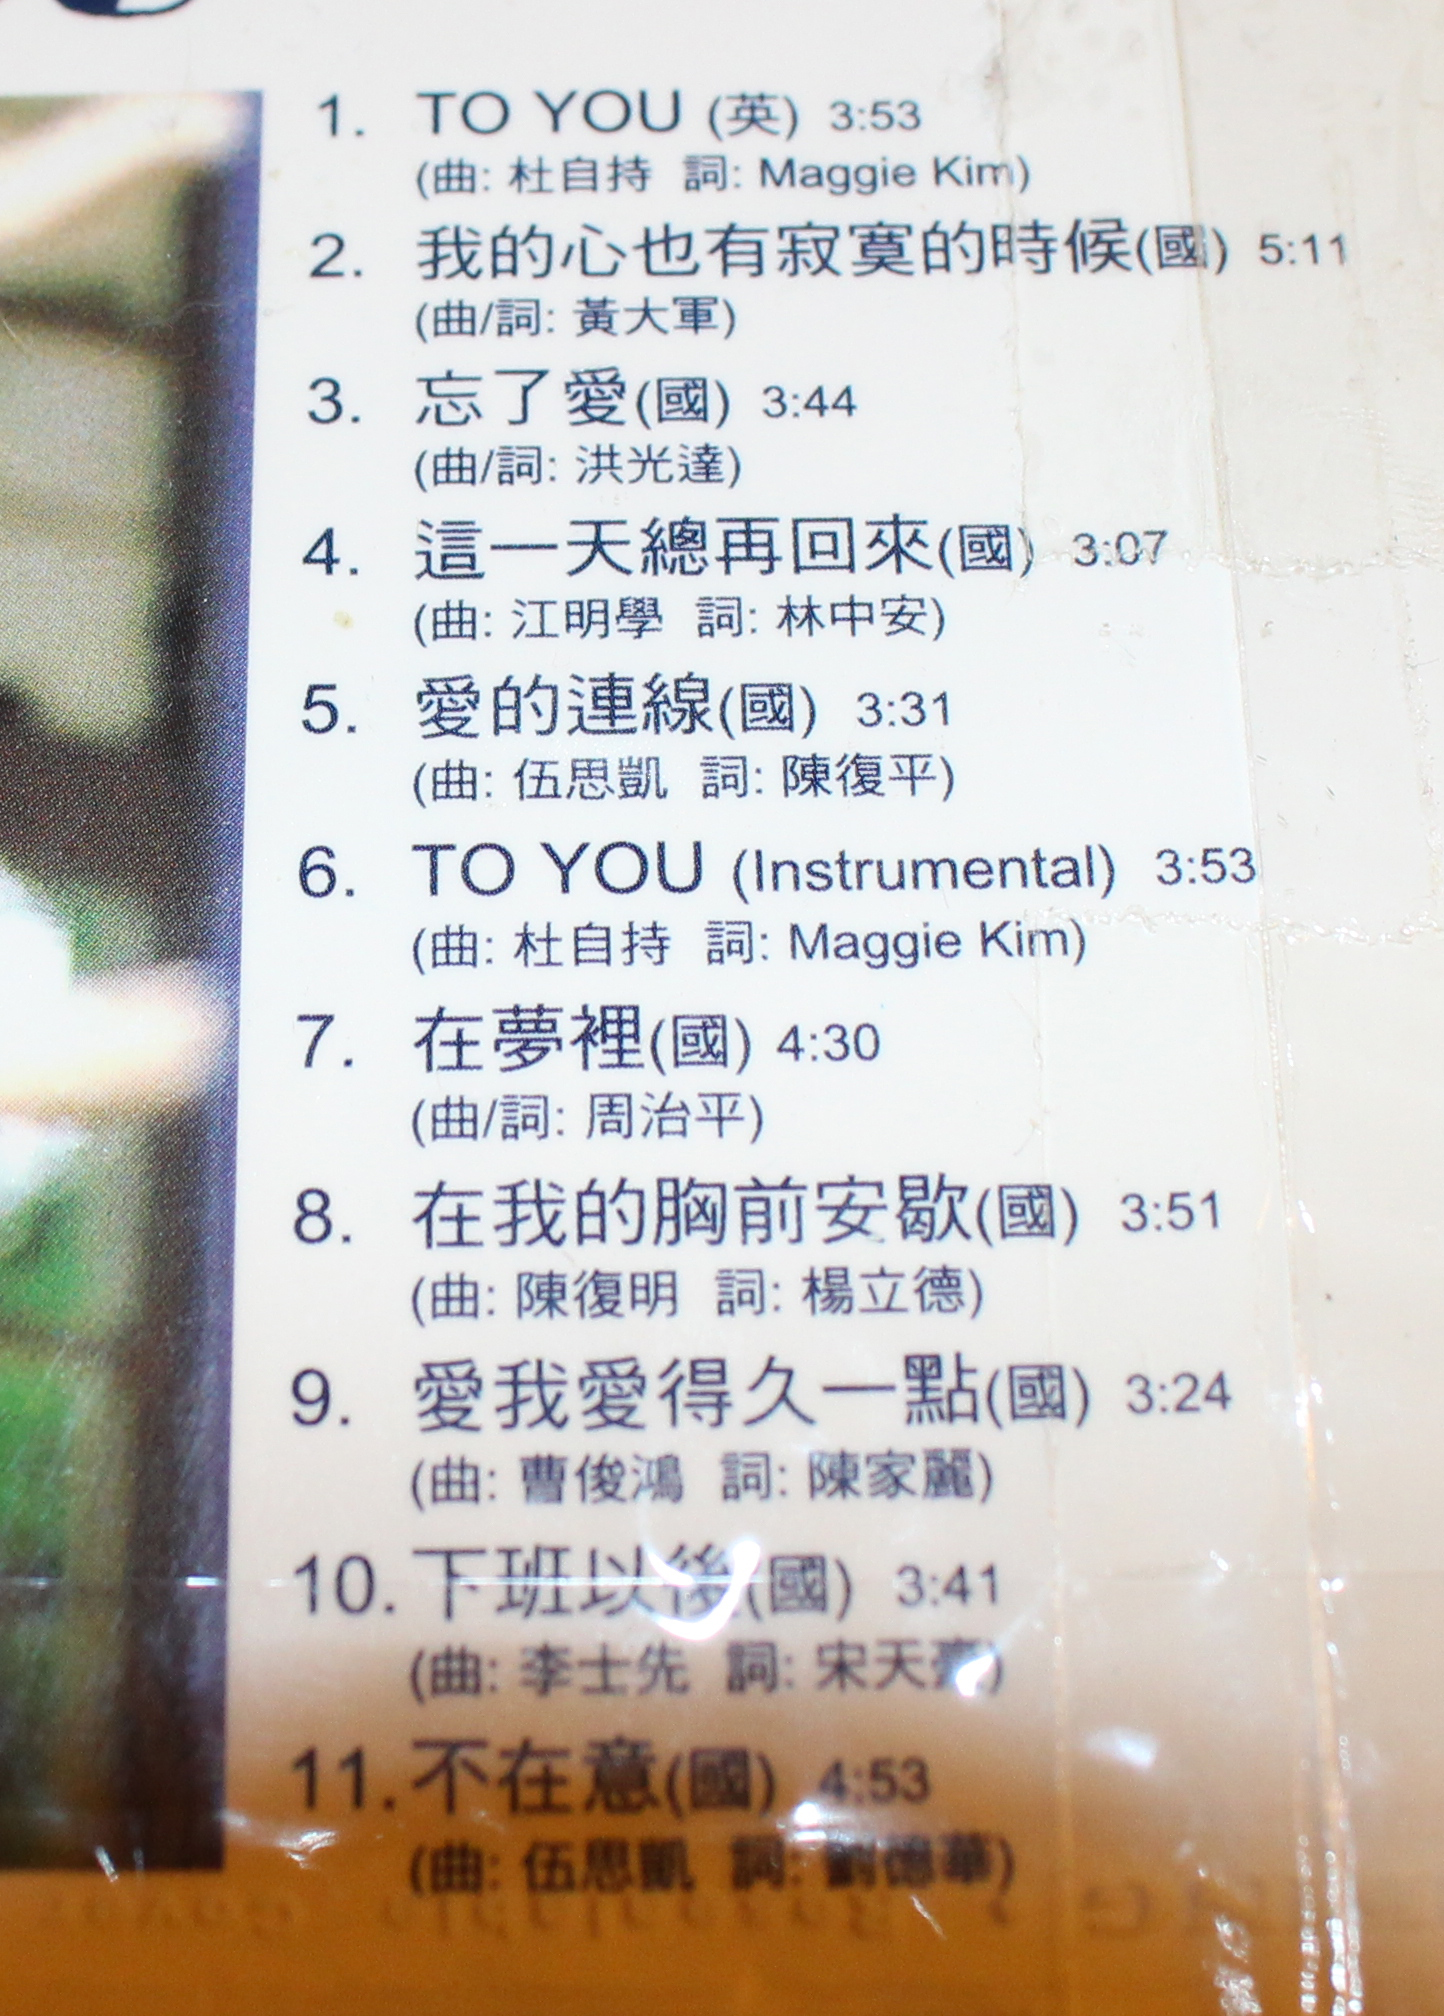 1. TO YOU (英) 3:53
(曲: 杜自持 詞: Maggie Kim)
2. 我的心也有寂寞的時候(國) 5:11
(曲/詞: 黃大軍)
3. 忘了愛(國) 3:44
(曲/詞: 洪光達)
4. 這一天總再回來(國) 3:07
(曲: 江明學 詞: 林中安)
5. 愛的連線(國) 3:31
(曲: 伍思凱 詞: 陳復平)
6. TO YOU (Instrumental) 3:53
(曲: 杜自持 詞: Maggie Kim)
7. 在夢裡(國) 4:30
(曲/詞: 周治平)
8. 在我的胸前安歇(國) 3:51
(曲: 陳復明 詞: 楊立德)
9. 愛我愛得久一點(國) 3:24
(曲: 曹俊鴻 詞: 陳家麗)
10. 下班以後(國) 3:41
(曲: 李士先 詞: 宋天豪)
11. 不在意(國) 4:53
(曲: 伍思凱 詞: 劉德華)